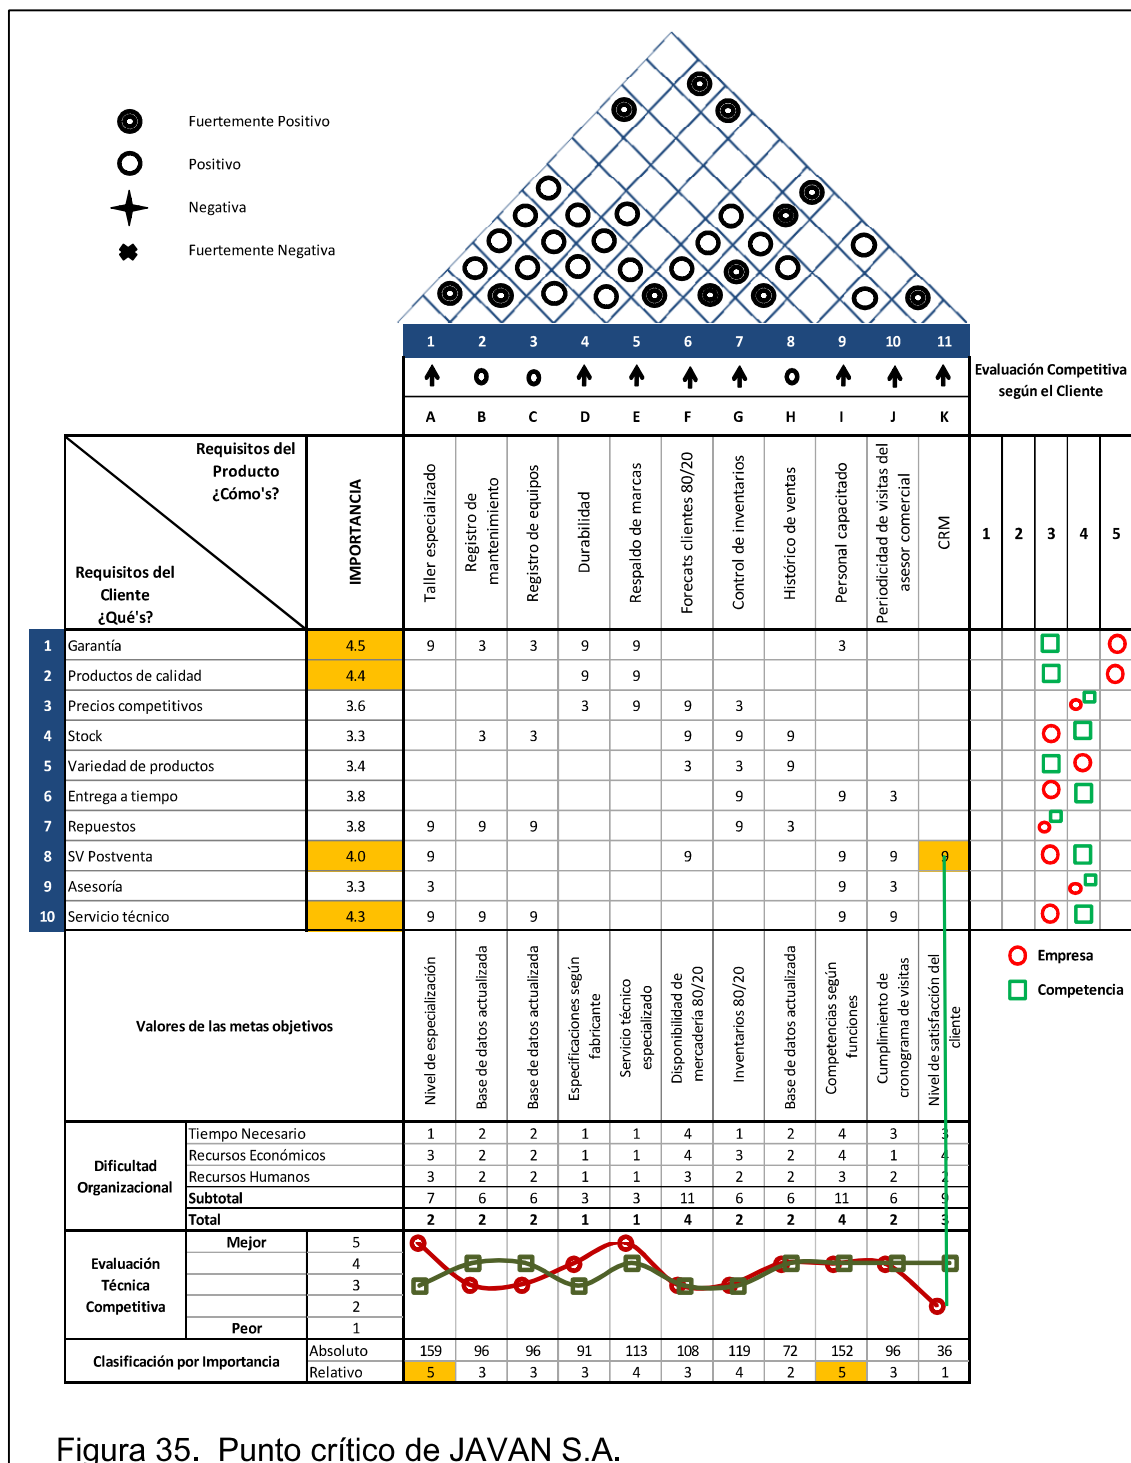 Fuertemente Positivo
Positivo
Negativa
Fuertemente Negativa
1 2 3 4 5 6 7 8 9 10 11
Evaluación Competitiva
según el Cliente
A B C D E F G H I J K
Requisitos del
Producto
¿Cómo's?
Requisitos del
Cliente
¿Qué's?
IMPORTANCIA
Taller especializado
Registro de
mantenimiento
Registro de equipos
Durabilidad
Respaldo de marcas
Forecats clientes 80/20
Control de inventarios
Histórico de ventas
Personal capacitado
Periodicidad de visitas del
asesor comercial
CRM
1 2 3 4 5
1 Garantía 4.5 9 3 3 9 9 3
2 Productos de calidad 4.4 9 9
3 Precios competitivos 3.6 3 9 9 3
4 Stock 3.3 3 3 9 9 9
5 Variedad de productos 3.4 3 3 9
6 Entrega a tiempo 3.8 9 9 3
7 Repuestos 3.8 9 9 9 9 3
8 SV Postventa 4.0 9 9 9 9 9
9 Asesoría 3.3 3 9 3
10 Servicio técnico 4.3 9 9 9 9 9
Empresa
Competencia
Valores de las metas objetivos
Nivel de especialización
Base de datos actualizada
Base de datos actualizada
Especificaciones según
fabricante
Servicio técnico
especializado
Disponibilidad de
mercadería 80/20
Inventarios 80/20
Base de datos actualizada
Competencias según
funciones
Cumplimiento de
cronograma de visitas
Nivel de satisfacción del
cliente
Dificultad
Organizacional
Tiempo Necesario 1 2 2 1 1 4 1 2 4 3 3
Recursos Económicos 3 2 2 1 1 4 3 2 4 1 4
Recursos Humanos 3 2 2 1 1 3 2 2 3 2 2
Subtotal 7 6 6 3 3 11 6 6 11 6 9
Total 2 2 2 1 1 4 2 2 4 2 3
Evaluación
Técnica
Competitiva
Mejor 5
4
3
2
Peor 1
Clasificación por Importancia
Absoluto 159 96 96 91 113 108 119 72 152 96 36
Relativo 5 3 3 3 4 3 4 2 5 3 1
Figura 35. Punto crítico de JAVAN S.A.